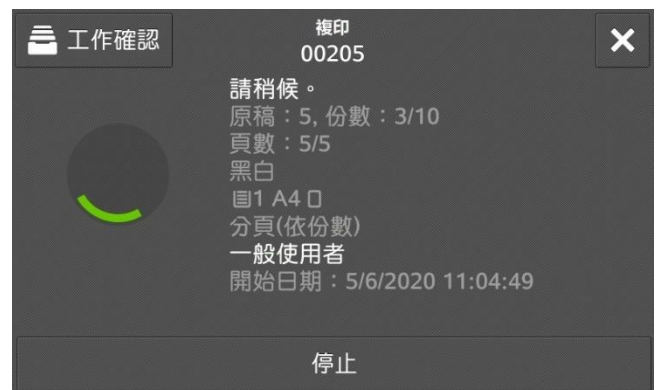 工作確認
複印
00205
請稍候。
原稿：5, 份數：3/10
頁數：5/5
黑白
1 A4
分頁(依份數)
一般使用者
開始日期：5/6/2020 11:04:49
停止